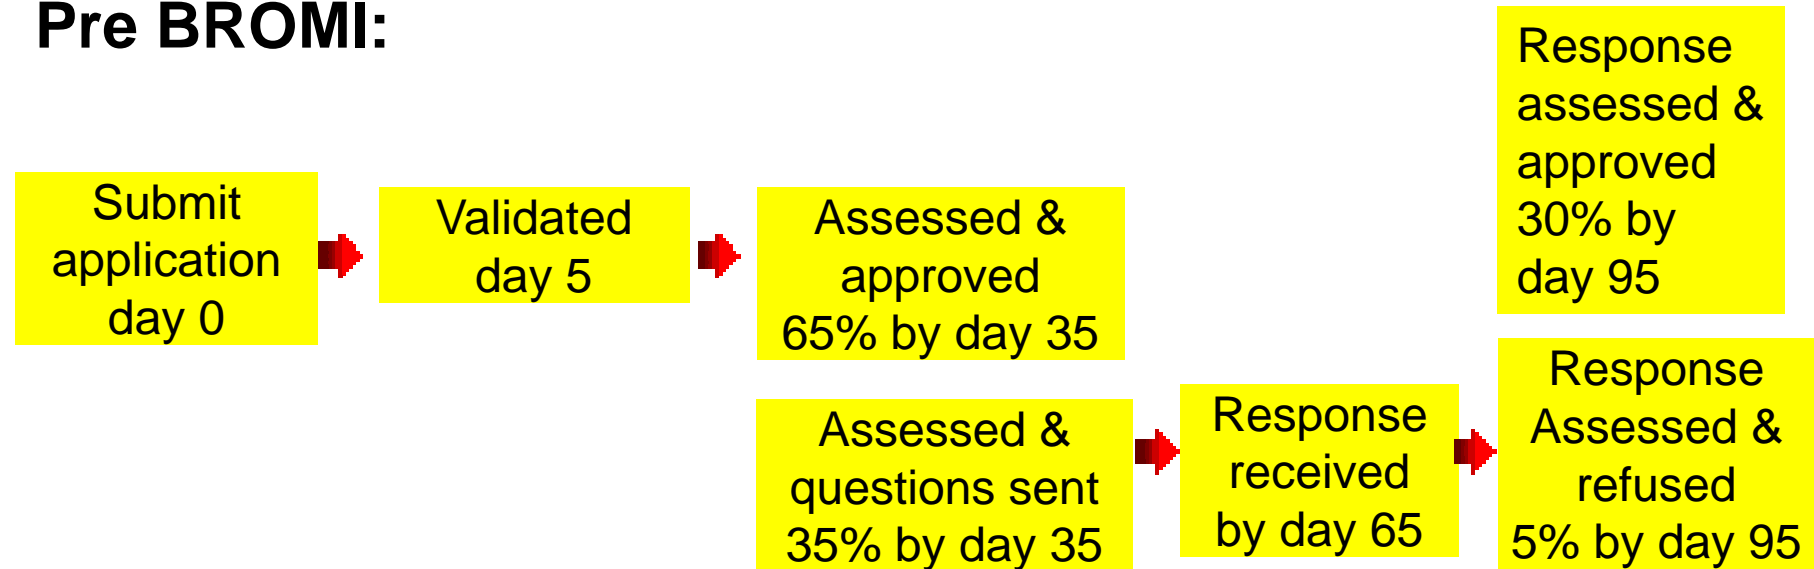 Pre BROMI:
Submit
application
day 0
Validated
day 5
Assessed &
approved
65% by day 35
Assessed &
questions sent
35% by day 35
Response
received
by day 65
Response
assessed &
approved
30% by
day 95
Response
Assessed &
refused
5% by day 95